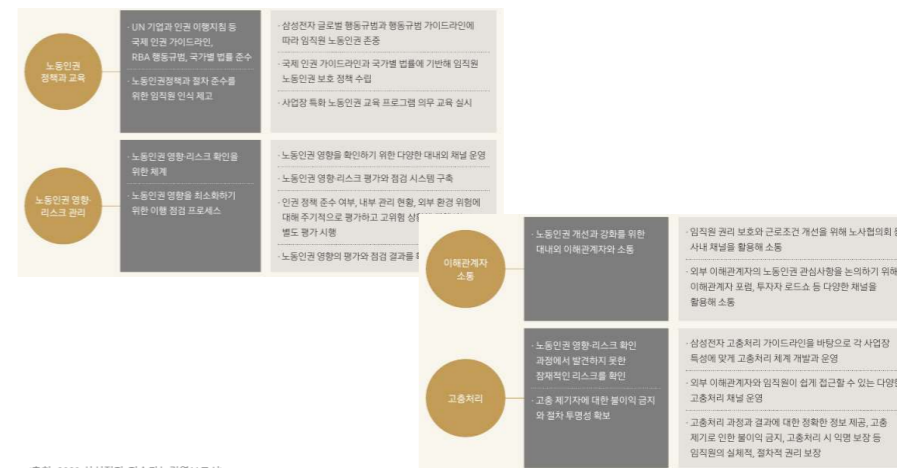 노동인권
정책과 교육
· UN 기업과 인권 이행지침 등
국제 인권 가이드라인,
RBA 행동규범, 국가별 법률 준수
· 노동인권정책과 절차 준수를
위한 임직원 인식 제고
· 삼성전자 글로벌 행동규범과 행동규범 가이드라인에
따라 임직원 노동인권 존중
· 국제 인권 가이드라인과 국가별 법률에 기반해 임직원
노동인권 보호 정책 수립
· 사업장 특화 노동인권 교육 프로그램 의무 교육 실시
노동인권 영향·
리스크 관리
· 노동인권 영향·리스크 확인을
위한 체계
· 노동인권 영향을 최소화하기
위한 이행 점검 프로세스
· 노동인권 영향을 확인하기 위한 다양한 대내외 채널 운영
· 노동인권 영향·리스크 평가와 점검 시스템 구축
· 인권 정책 준수 여부, 내부 관리 현황, 외부 환경 위험에
대해 주기적으로 평가하고 고위험
별도 평가 시행
· 노동인권 영향의 평가와 점검 결과를
이해관계자
소통
· 노동인권 개선과 강화를 위한
대내외 이해관계자와 소통
· 임직원 권리 보호와 근로조건 개선을 위해 노사협의회
사내 채널을 활용해 소통
· 외부 이해관계자의 노동인권 관심사항을 논의하기 위해
이해관계자 포럼, 투자자 로드쇼 등 다양한 채널을
활용해 소통
고충처리
· 노동인권 영향·리스크 확인
과정에서 발견하지 못한
잠재적인 리스크를 확인
· 고충 제기자에 대한 불이익 금지
와 절차 투명성 확보
· 삼성전자 고충처리 가이드라인을 바탕으로 각 사업장
특성에 맞게 고충처리 체계 개발과 운영
· 외부 이해관계자와 임직원이 쉽게 접근할 수 있는 다양한
고충처리 채널 운영
· 고충처리 과정과 결과에 대한 정확한 정보 제공, 고충
제기로 인한 불이익 금지, 고충처리 시 익명 보장 등
임직원의 실체적, 절차적 권리 보장